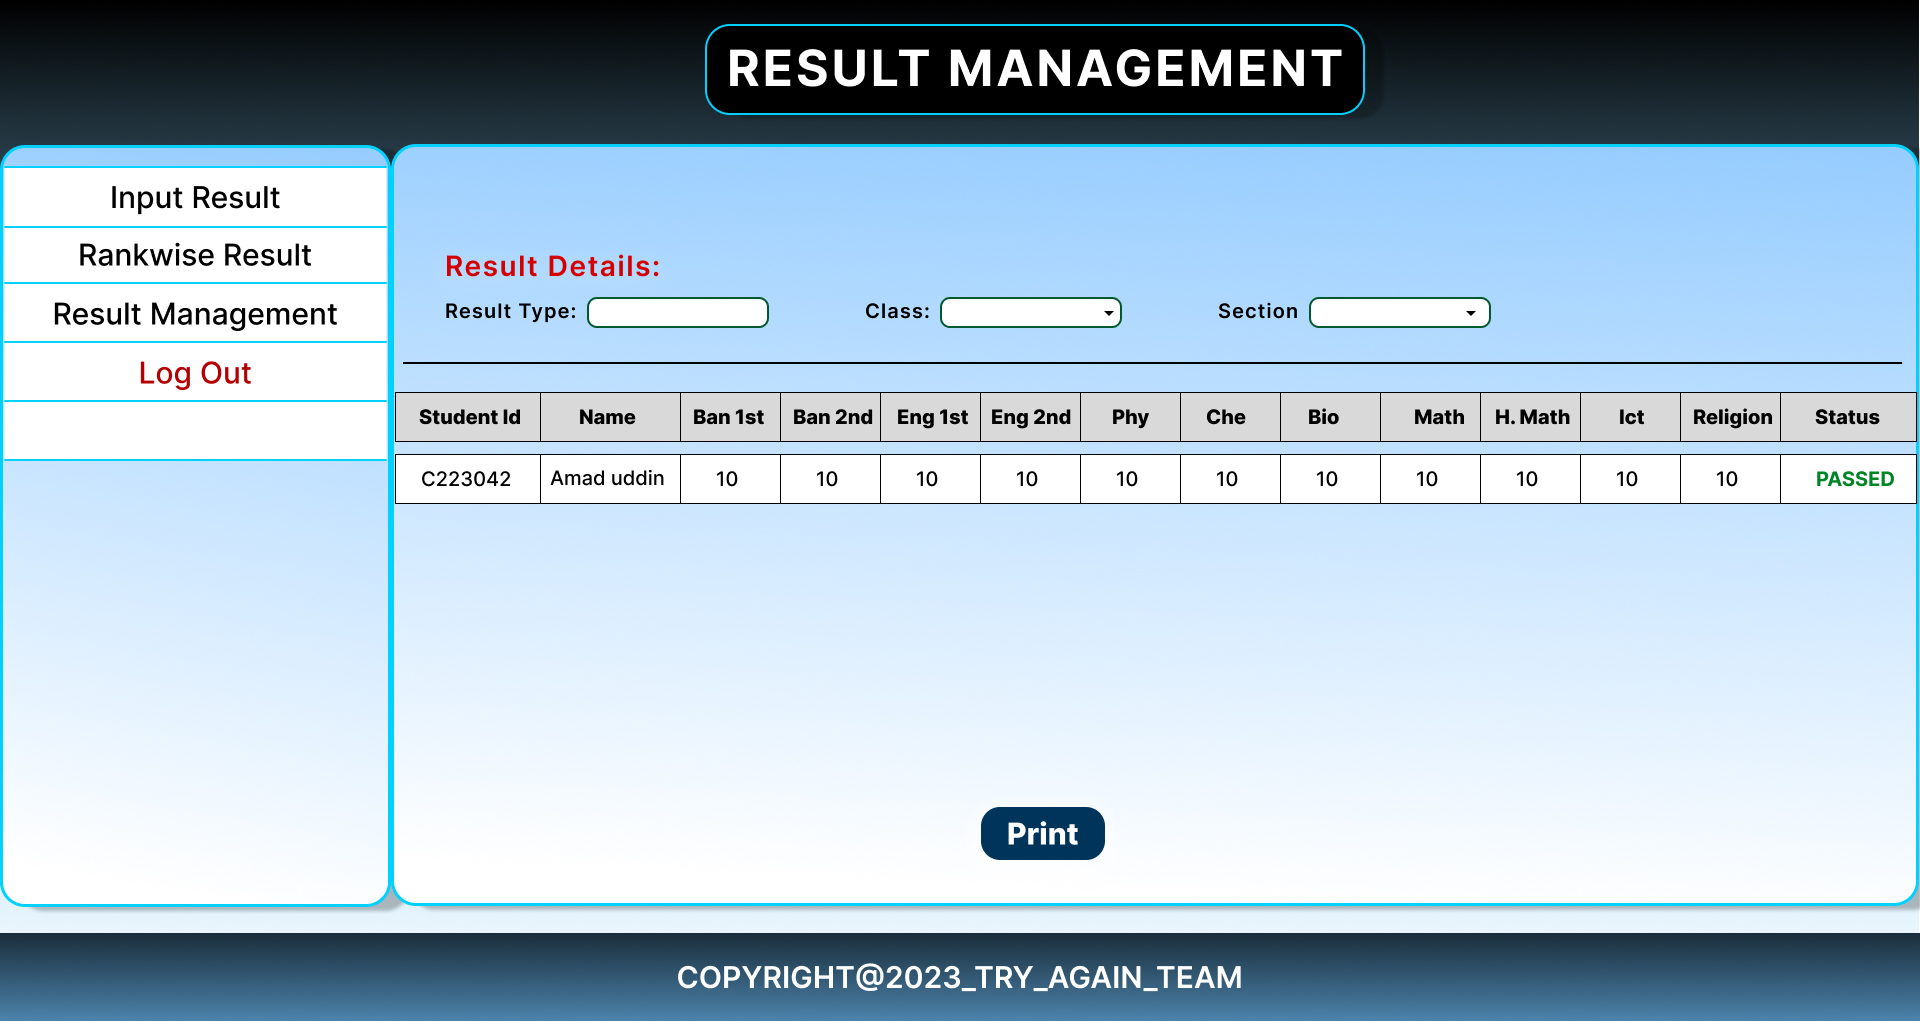 RESULT MANAGEMENT
Input Result
Rankwise Result
Result Management
Log Out
Result Details:
Result Type: Class: Section
Student Id Name Ban 1st Ban 2nd Eng 1st Eng 2nd Phy Che Bio Math H. Math Ict Religion Status
C223042 Amad uddin 10 10 10 10 10 10 10 10 10 10 10 PASSED
Print
COPYRIGHT@2023_TRY_AGAIN_TEAM